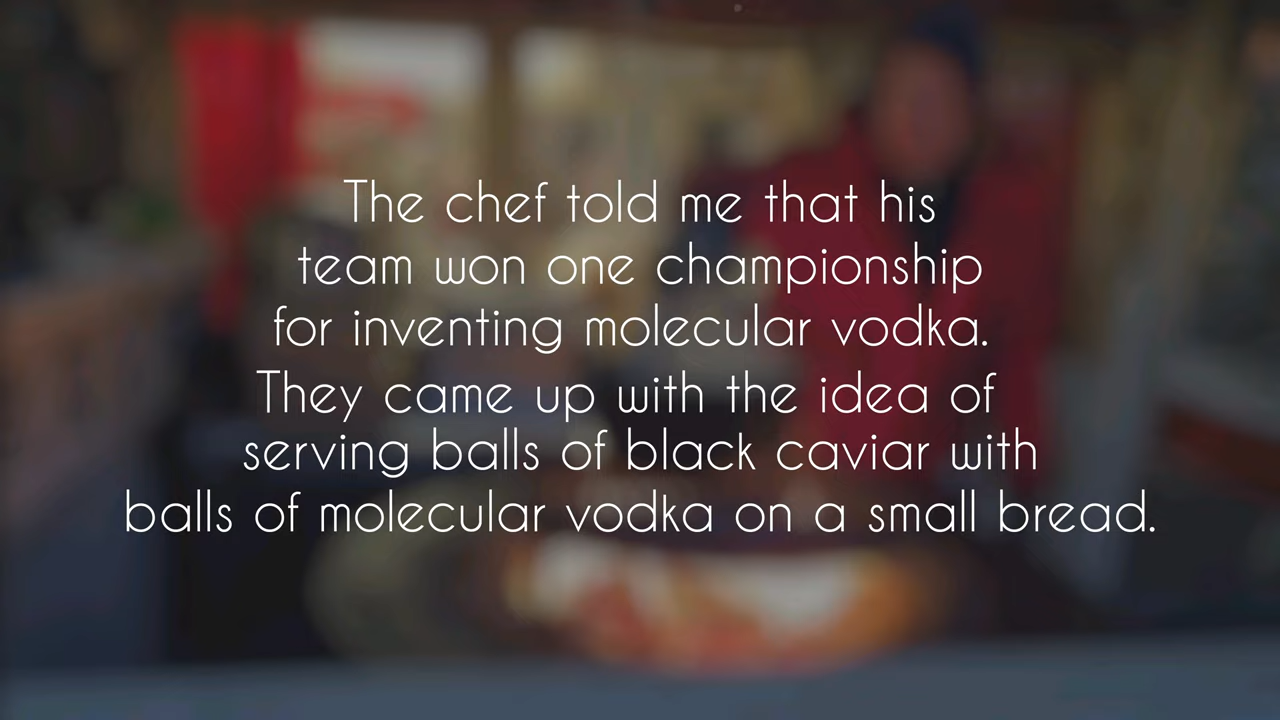 The chef told me that his
team won one championship
for inventing molecular vodka.
They came up with the idea of
serving balls of black caviar with
balls of molecular vodka on a small bread.